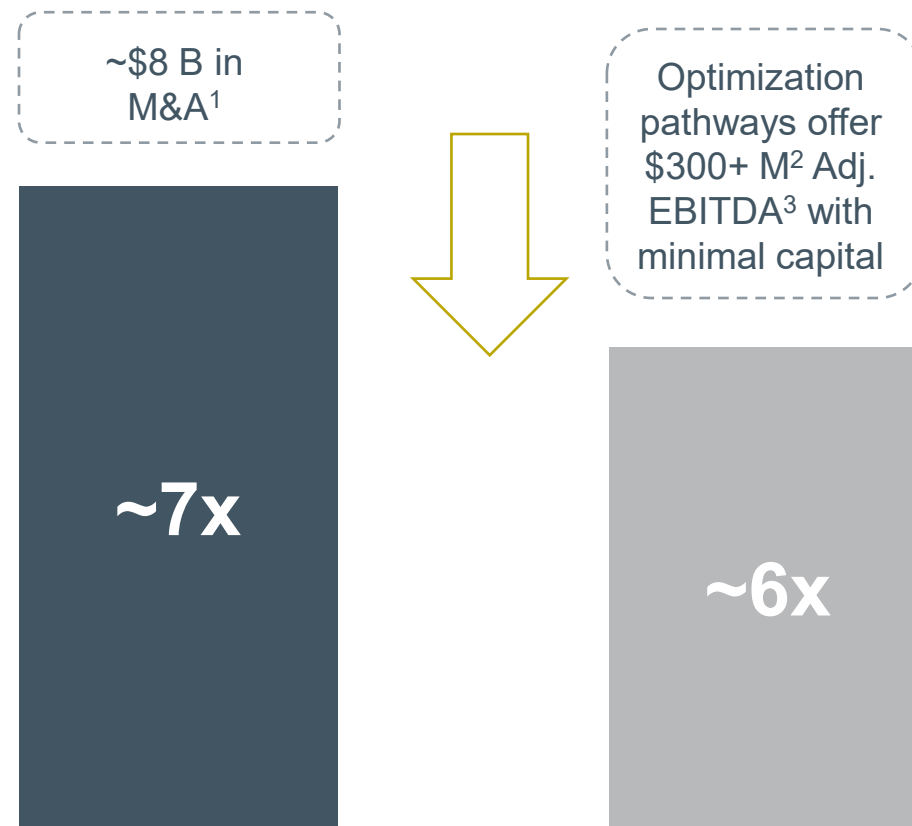 ~$8 B in
M&A¹
Optimization
pathways offer
$300+ M² Adj.
EBITDA³ with
minimal capital
~7x
~6x